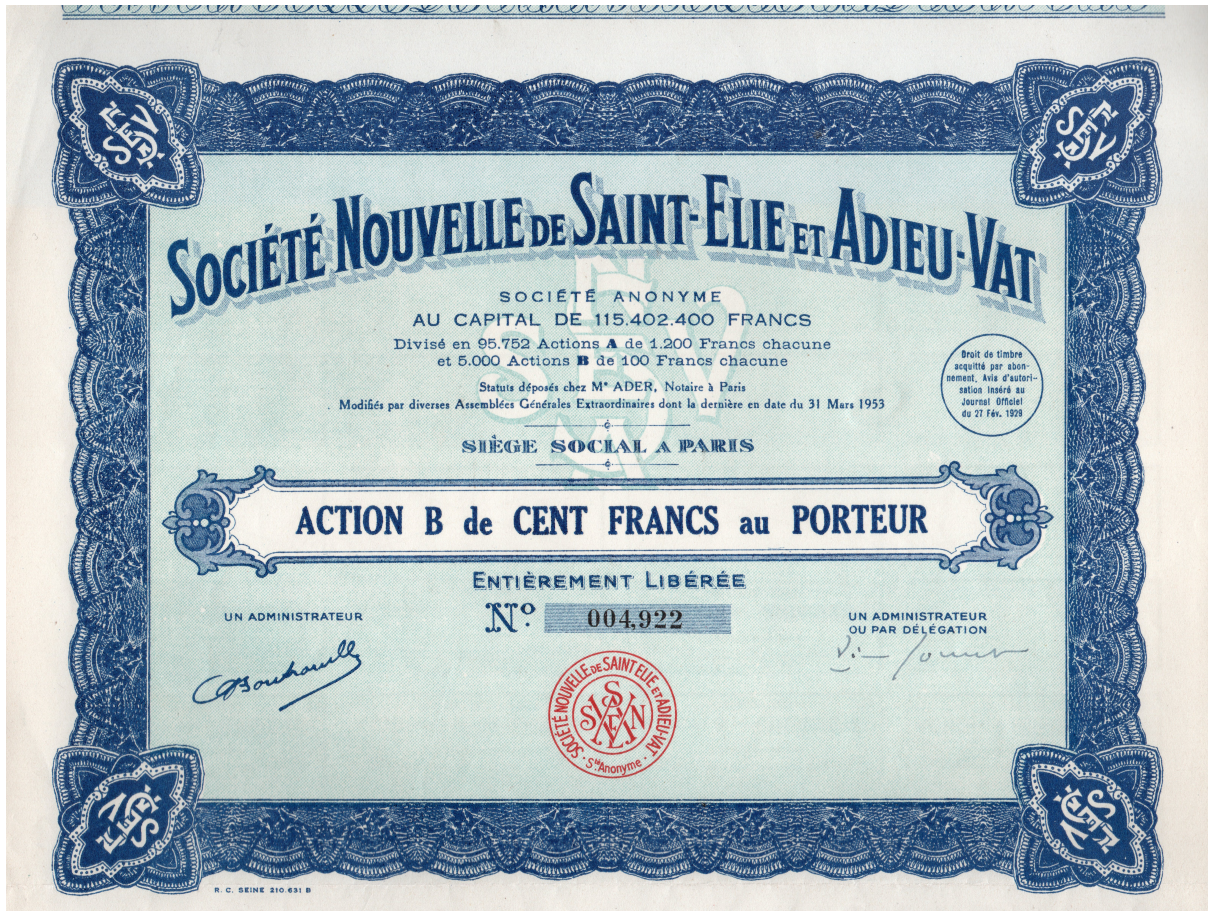 SOCIÉTÉ NOUVELLE DE SAINT-ELIE ET ADIEU-VAT
SOCIÉTÉ ANONYME
AU CAPITAL DE 115.402.400 FRANCS
Divisé en 95.752 Actions A de 1.200 Francs chacune
et 5.000 Actions B de 100 Francs chacune
Statuts déposés chez Me ADER, Notaire à Paris
Modifiés par diverses Assemblées Générales Extraordinaires dont la dernière en date du 31 Mars 1953
Droit de timbre
acquitté par abon-
nement, Avis d'autori-
sation inséré au
Journal Officiel
du 27 Fév. 1929
SIÈGE SOCIAL A PARIS
ACTION B de CENT FRANCS au PORTEUR
ENTIÈREMENT LIBÉRÉE
No. 004,922
UN ADMINISTRATEUR
UN ADMINISTRATEUR
OU PAR DÉLÉGATION
SOCIÉTÉ NOUVELLE DE SAINT ELIE ET ADIEU-VAT
Sté Anonyme
R. C. SEINE 210.631 B